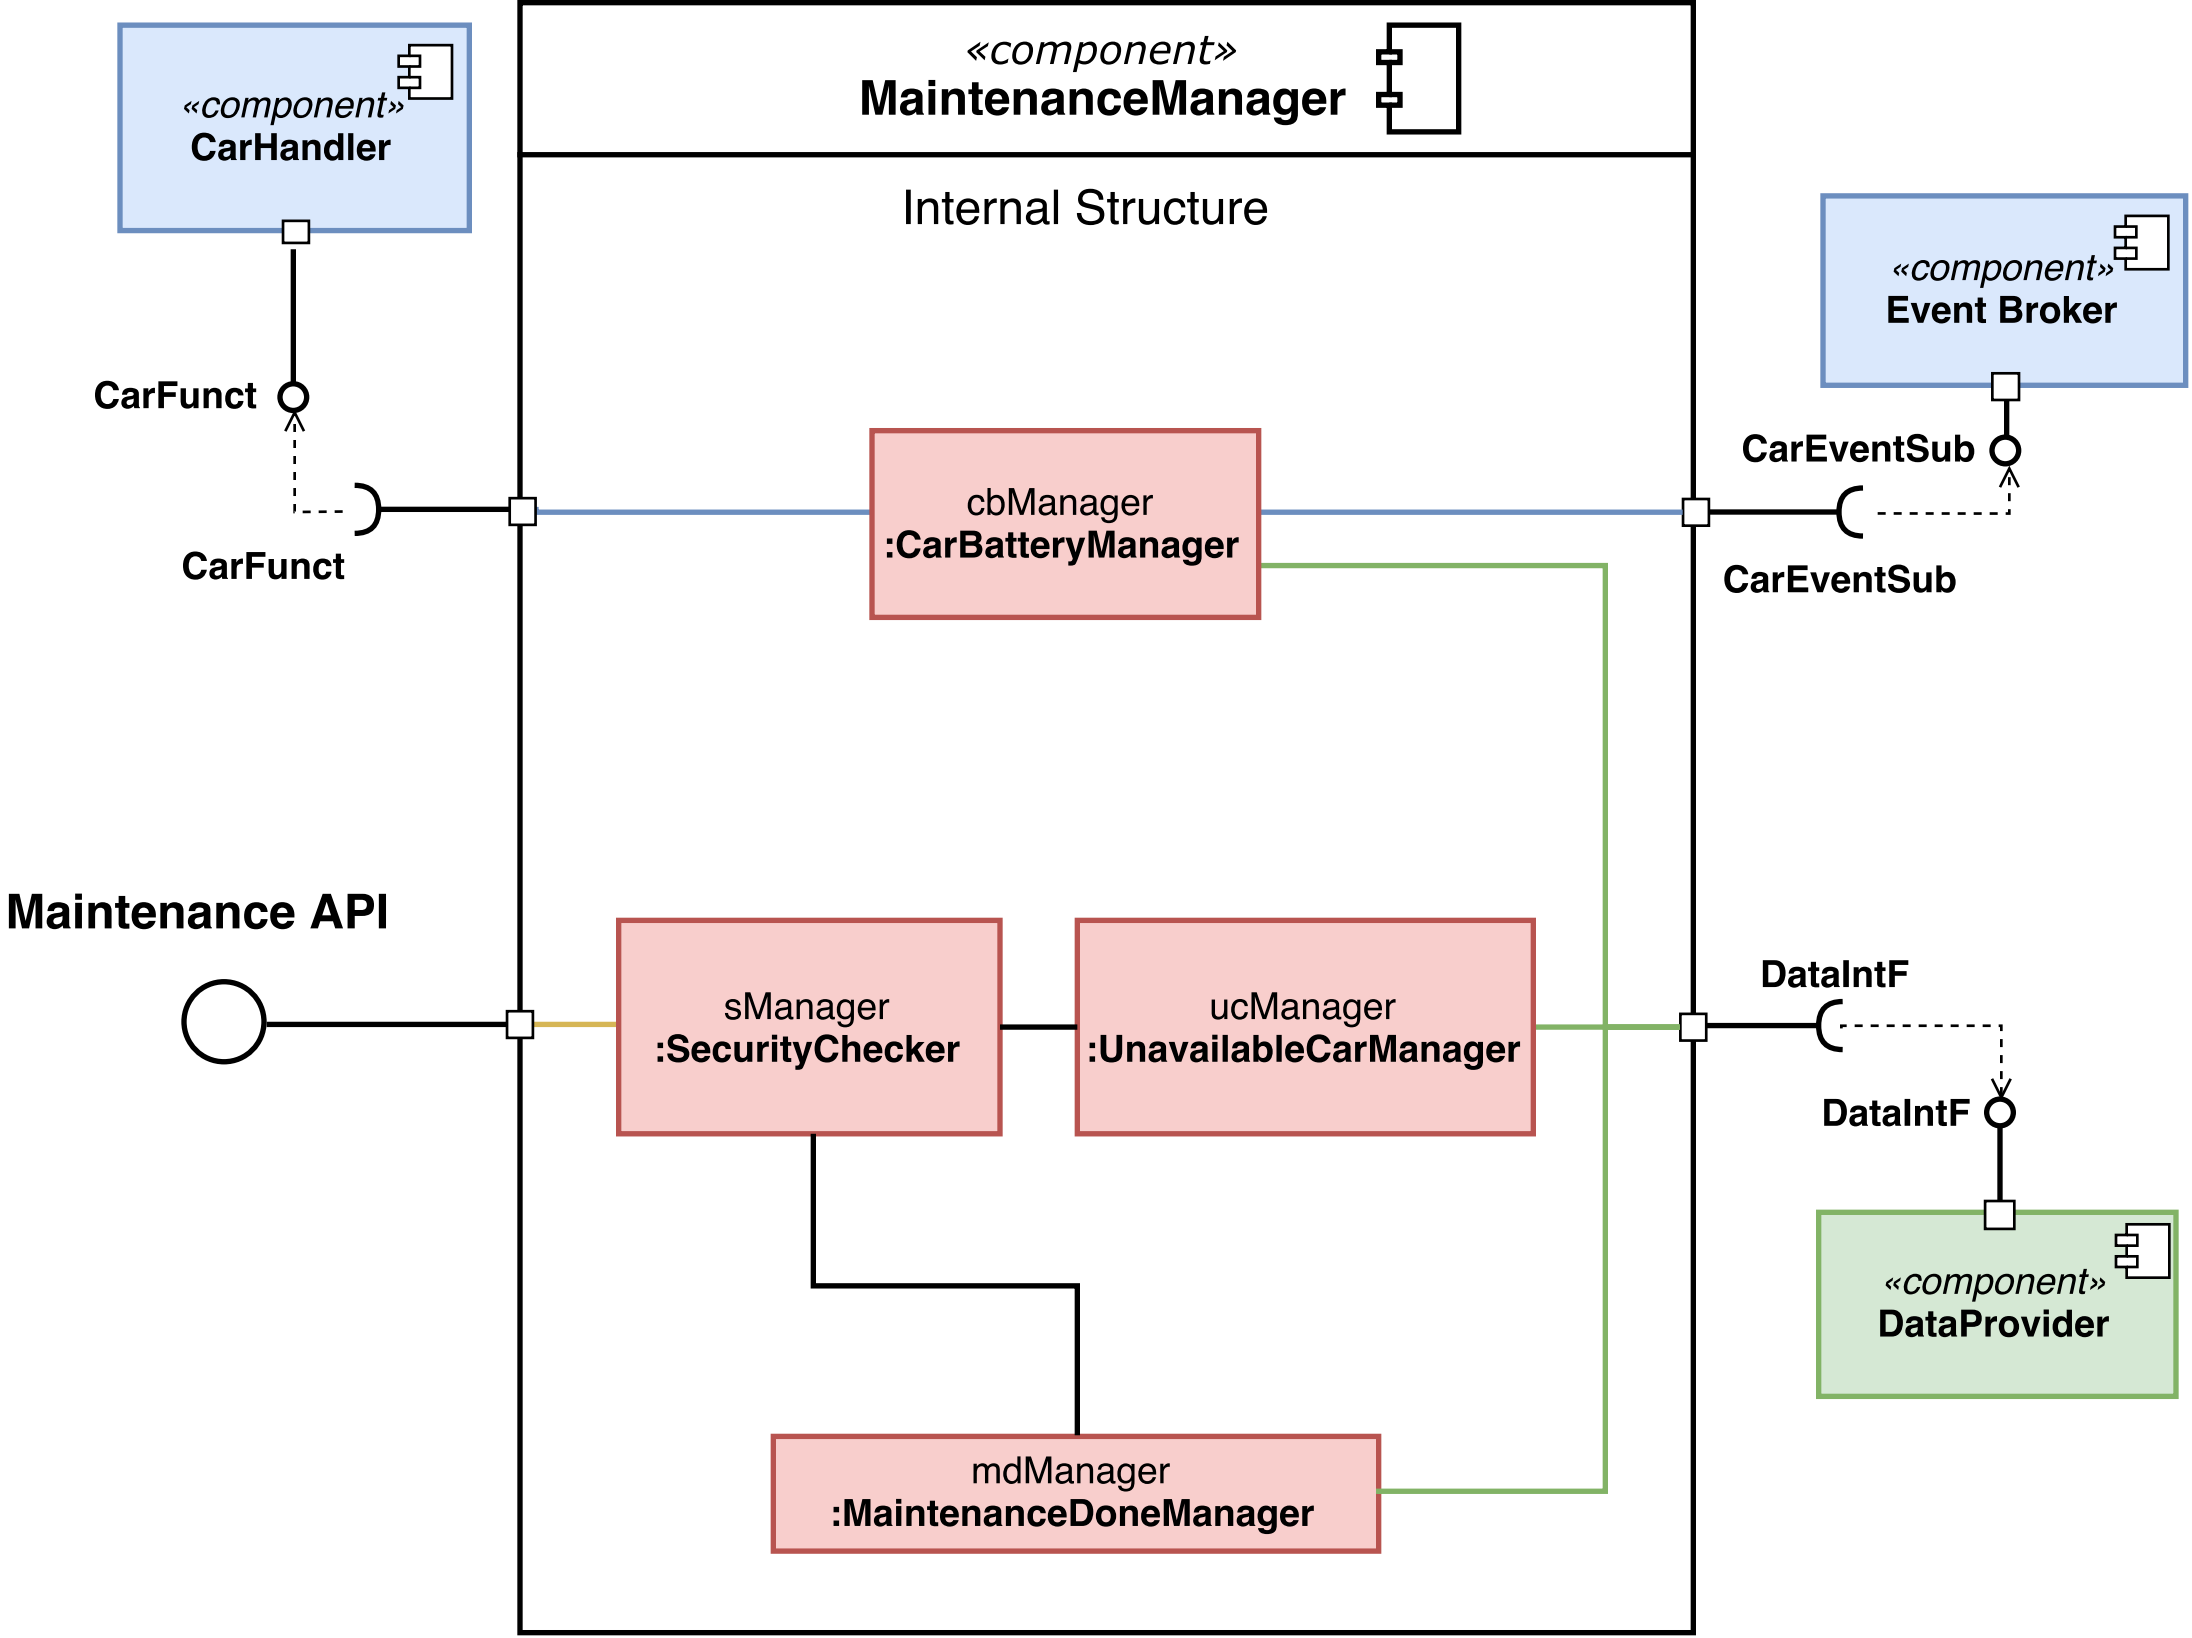 «component»
CarHandler
«component»
MaintenanceManager
Internal Structure
«component»
Event Broker
CarFunct
CarFunct
cbManager
:CarBatteryManager
CarEventSub
CarEventSub
Maintenance API
sManager
:SecurityChecker
ucManager
:UnavailableCarManager
DataIntF
DataIntF
«component»
DataProvider
mdManager
:MaintenanceDoneManager